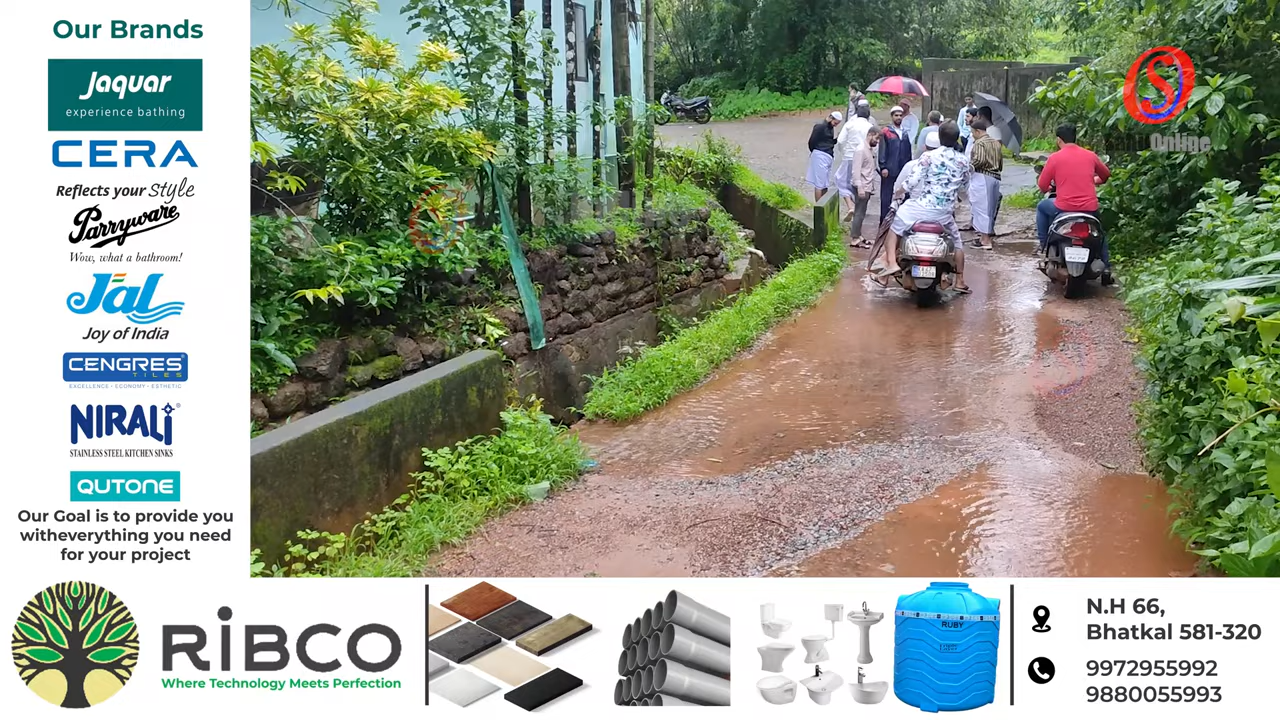 Our Brands
Jaquar
experience bathing
CERA
Reflects your style
Parryware
Wow, what a bathroom!
JAL
Joy of India
CENGRES
TILES
EXCELLENCE • ECONOMY • ESTHETIC
NIRALI
STAINLESS STEEL KITCHEN SINKS
QUTONE
Our Goal is to provide you
witheverything you need
for your project
Online
RiBCO
Where Technology Meets Perfection
RUBY
N.H 66,
Bhatkal 581-320
9972955992
9880055993